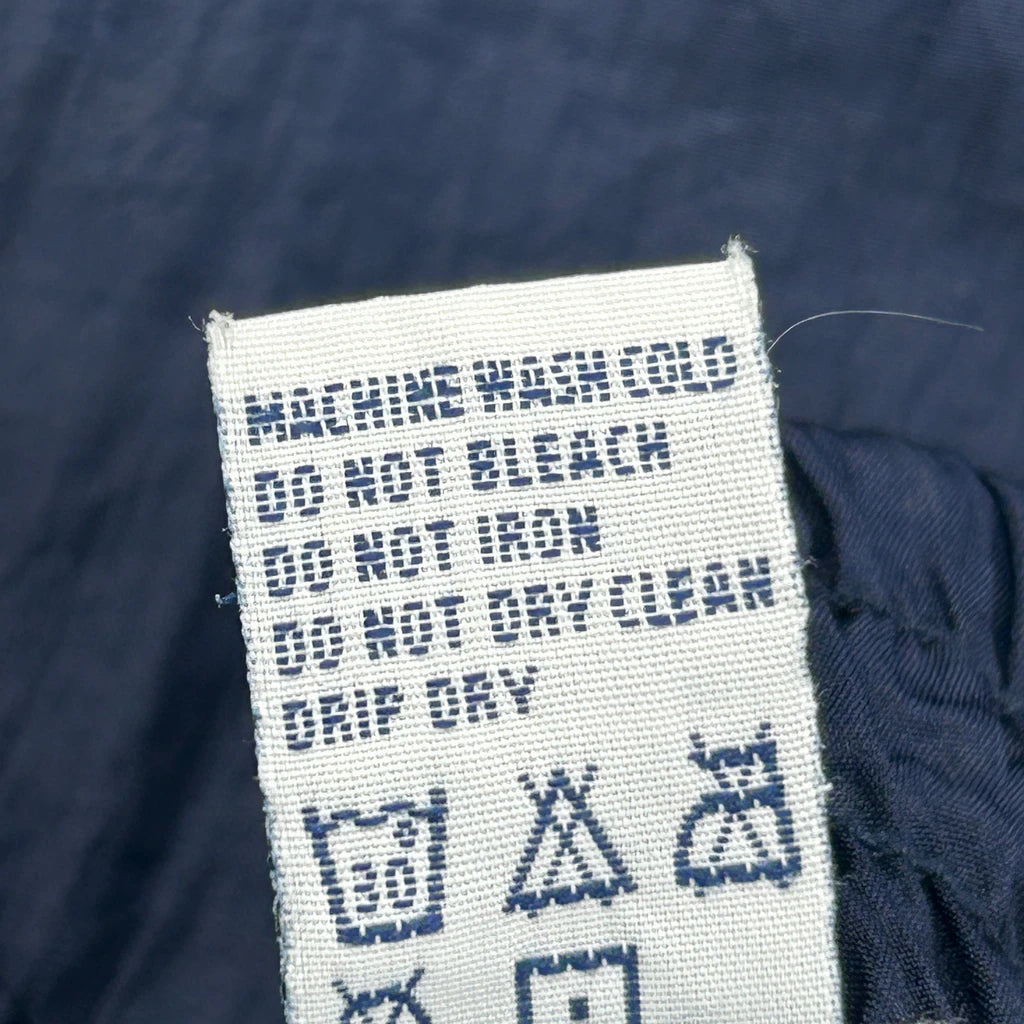 MACHINE WASH COLD
DO NOT BLEACH
DO NOT IRON
DO NOT DRY CLEAN
DRIP DRY
30